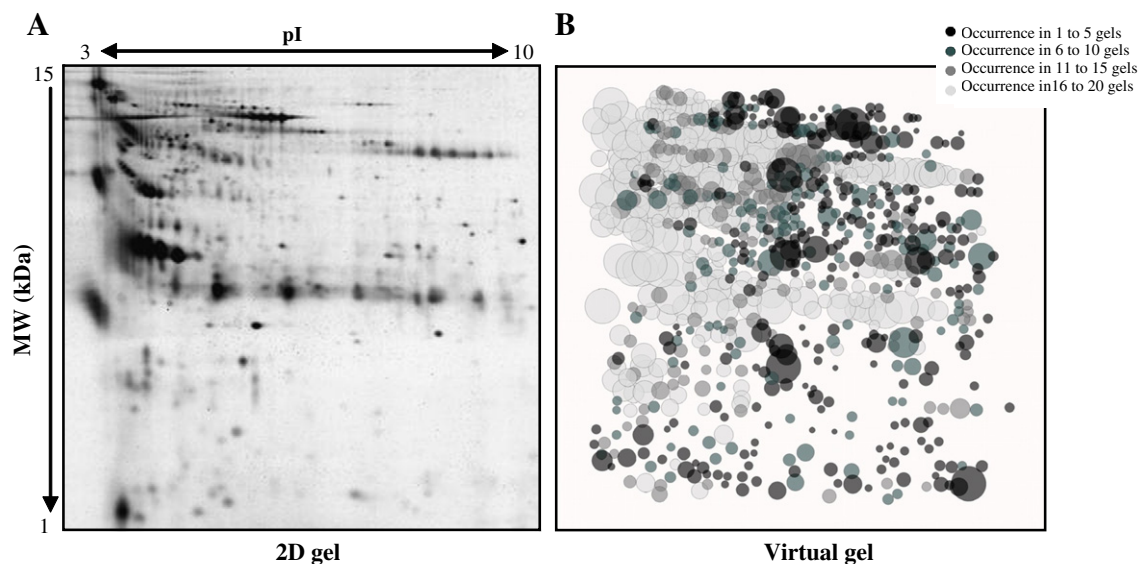 A
pI
3
10
15
MW (kDa)
1
2D gel
B
Occurrence in 1 to 5 gels
Occurrence in 6 to 10 gels
Occurrence in 11 to 15 gels
Occurrence in16 to 20 gels
Virtual gel